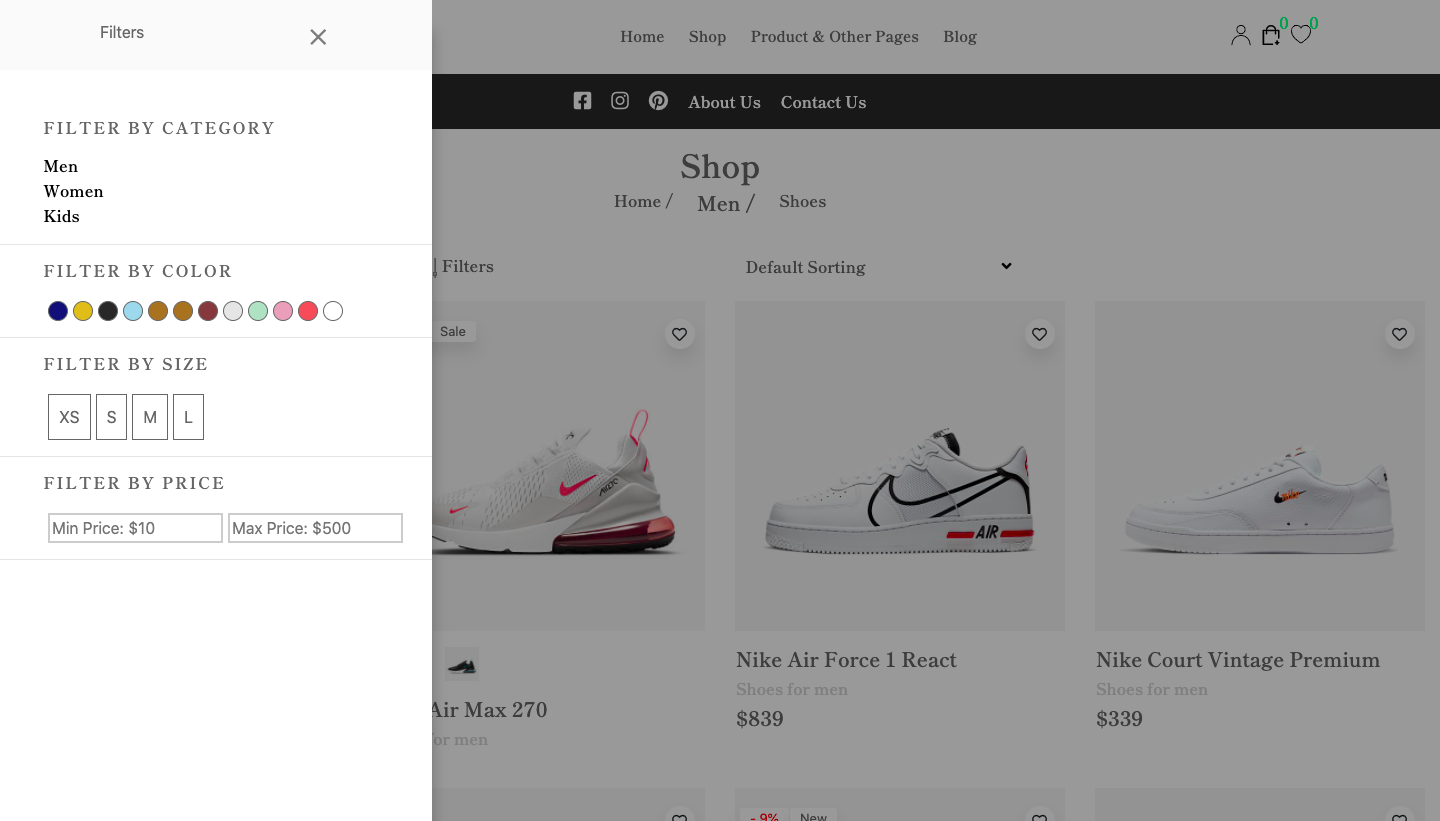 Filters
FILTER BY CATEGORY
Men
Women
Kids
FILTER BY COLOR
FILTER BY SIZE
XS S M L
FILTER BY PRICE
Min Price: $10 Max Price: $500
Home Shop Product & Other Pages Blog
0 0
About Us Contact Us
Shop
Home / Men / Shoes
Filters Default Sorting
Sale
AIR
Air Max 270
for men
Nike Air Force 1 React
Shoes for men
$839
Nike Court Vintage Premium
Shoes for men
$339
- 9% New